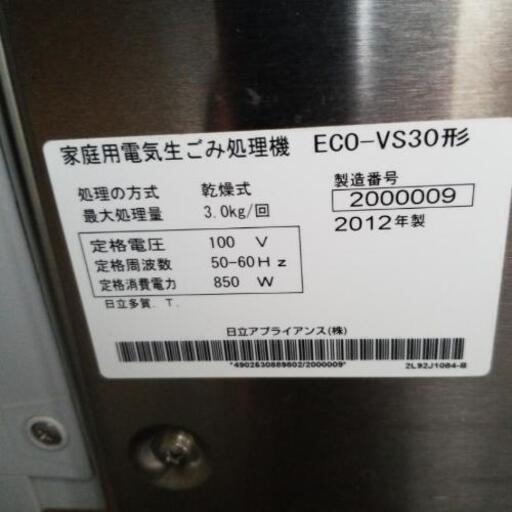 家庭用電気生ごみ処理機 ECO-VS30形
処理の方式 乾燥式
最大処理量 3.0kg/回
製造番号
2000009
2012年製
定格電圧 100 V
定格周波数 50-60Hz
定格消費電力 850 W
日立多賀. T.
日立アプライアンス(株)
*4902530889602/2000009*
2L92J1064-B